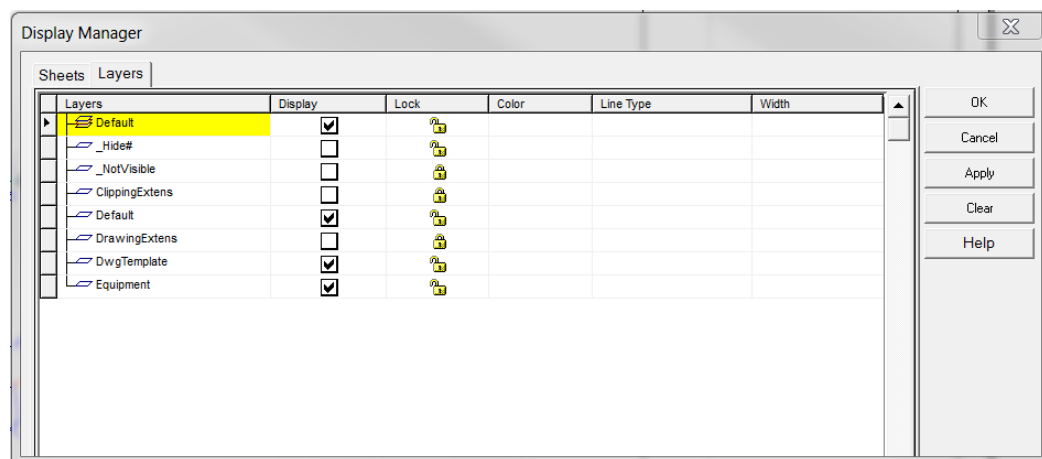 Display Manager
Sheets Layers
Layers Display Lock Color Line Type Width
Default
_Hide#
_NotVisible
ClippingExtens
Default
DrawingExtens
DwgTemplate
Equipment
OK
Cancel
Apply
Clear
Help